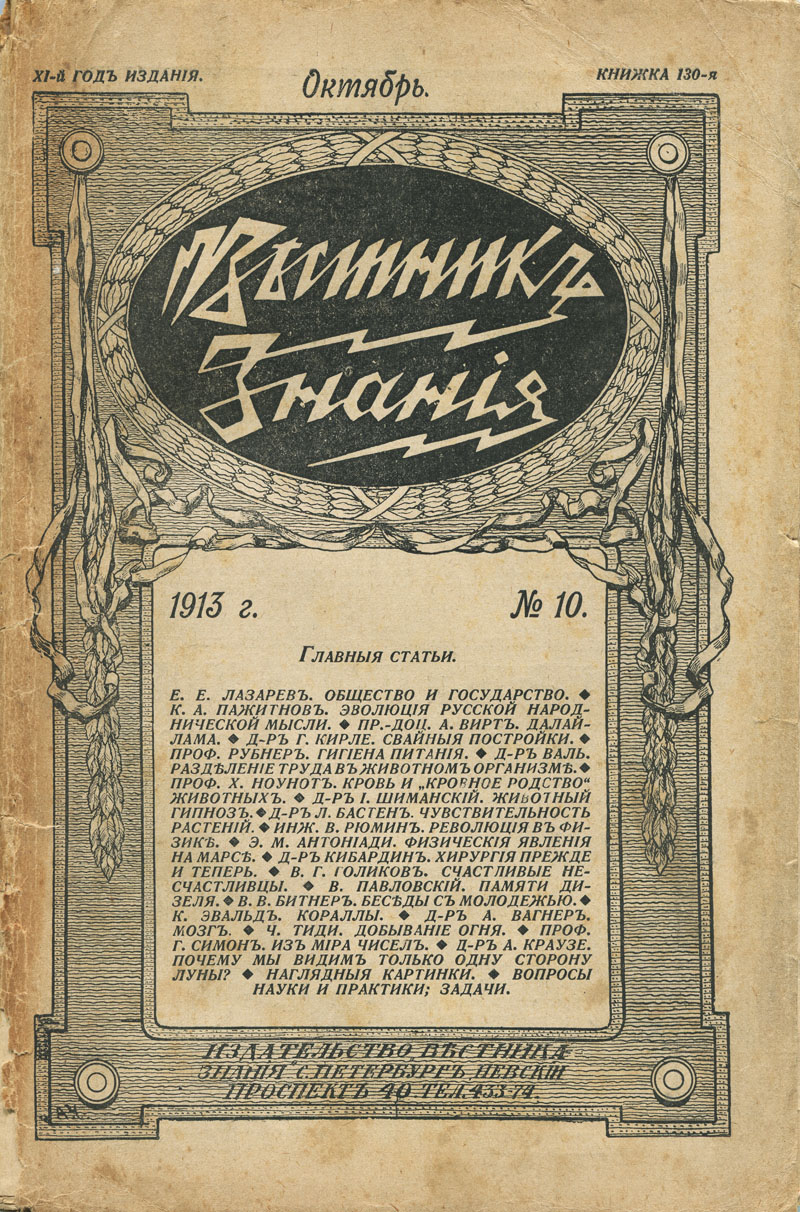 XI-й ГОДЪ ИЗДАНІЯ.
Октябрь.
КНИЖКА 130-я
Вѣстникъ
Знанія
1913 г.
№ 10.
ГЛАВНЫЯ СТАТЬИ.
Е. Е. ЛАЗАРЕВЪ. ОБЩЕСТВО И ГОСУДАРСТВО. ◆
К. А. ПАЖИТНОВЪ. ЭВОЛЮЦІЯ РУССКОЙ НАРОД-
НИЧЕСКОЙ МЫСЛИ. ◆ ПР.-ДОЦ. А. ВИРТЪ. ДАЛАЙ-
ЛАМА. ◆ Д-РЪ Г. КИРЛЕ. СВАЙНЫЯ ПОСТРОЙКИ. ◆
ПРОФ. РУБНЕРЪ. ГИГІЕНА ПИТАНІЯ. ◆ Д-РЪ ВАЛЬ.
РАЗДѢЛЕНІЕ ТРУДА ВЪ ЖИВОТНОМЪ ОРГАНИЗМѢ. ◆
ПРОФ. Х. НОУНОТЪ. КРОВЬ И „КРОВНОЕ РОДСТВО“
ЖИВОТНЫХЪ. ◆ Д-РЪ І. ШИМАНСКІЙ. ЖИВОТНЫЙ
ГИПНОЗЪ. ◆ Д-РЪ Л. БАСТЕНЪ. ЧУВСТВИТЕЛЬНОСТЬ
РАСТЕНІЙ. ◆ ИНЖ. В. РЮМИНЪ. РЕВОЛЮЦІЯ ВЪ ФИ-
ЗИКѢ. ◆ Э. М. АНТОНІАДИ. ФИЗИЧЕСКІЯ ЯВЛЕНІЯ
НА МАРСѢ. ◆ Д-РЪ КИБАРДИНЪ. ХИРУРГІЯ ПРЕЖДЕ
И ТЕПЕРЬ. ◆ В. Г. ГОЛИКОВЪ. СЧАСТЛИВЫЕ НЕ-
СЧАСТЛИВЦЫ. ◆ В. ПАВЛОВСКІЙ. ПАМЯТИ ДИ-
ЗЕЛЯ. ◆ В. В. БИТНЕРЪ. БЕСѢДЫ СЪ МОЛОДЕЖЬЮ. ◆
К. ЭВАЛЬДЪ. КОРАЛЛЫ. ◆ Д-РЪ А. ВАГНЕРЪ.
МОЗГЪ. ◆ Ч. ТИДИ. ДОБЫВАНІЕ ОГНЯ. ◆ ПРОФ.
Г. СИМОНЪ. ИЗЪ МІРА ЧИСЕЛЪ. ◆ Д-РЪ А. КРАУЗЕ.
ПОЧЕМУ МЫ ВИДИМЪ ТОЛЬКО ОДНУ СТОРОНУ
ЛУНЫ? ◆ НАГЛЯДНЫЯ КАРТИНКИ. ◆ ВОПРОСЫ
НАУКИ И ПРАКТИКИ; ЗАДАЧИ.
ИЗДАТЕЛЬСТВО ВѢСТНИКА
ЗНАНІЯ С. ПЕТЕРБУРГЪ, НЕВСКІЙ
ПРОСПЕКТЪ 40. ТЕЛ. 433-74.